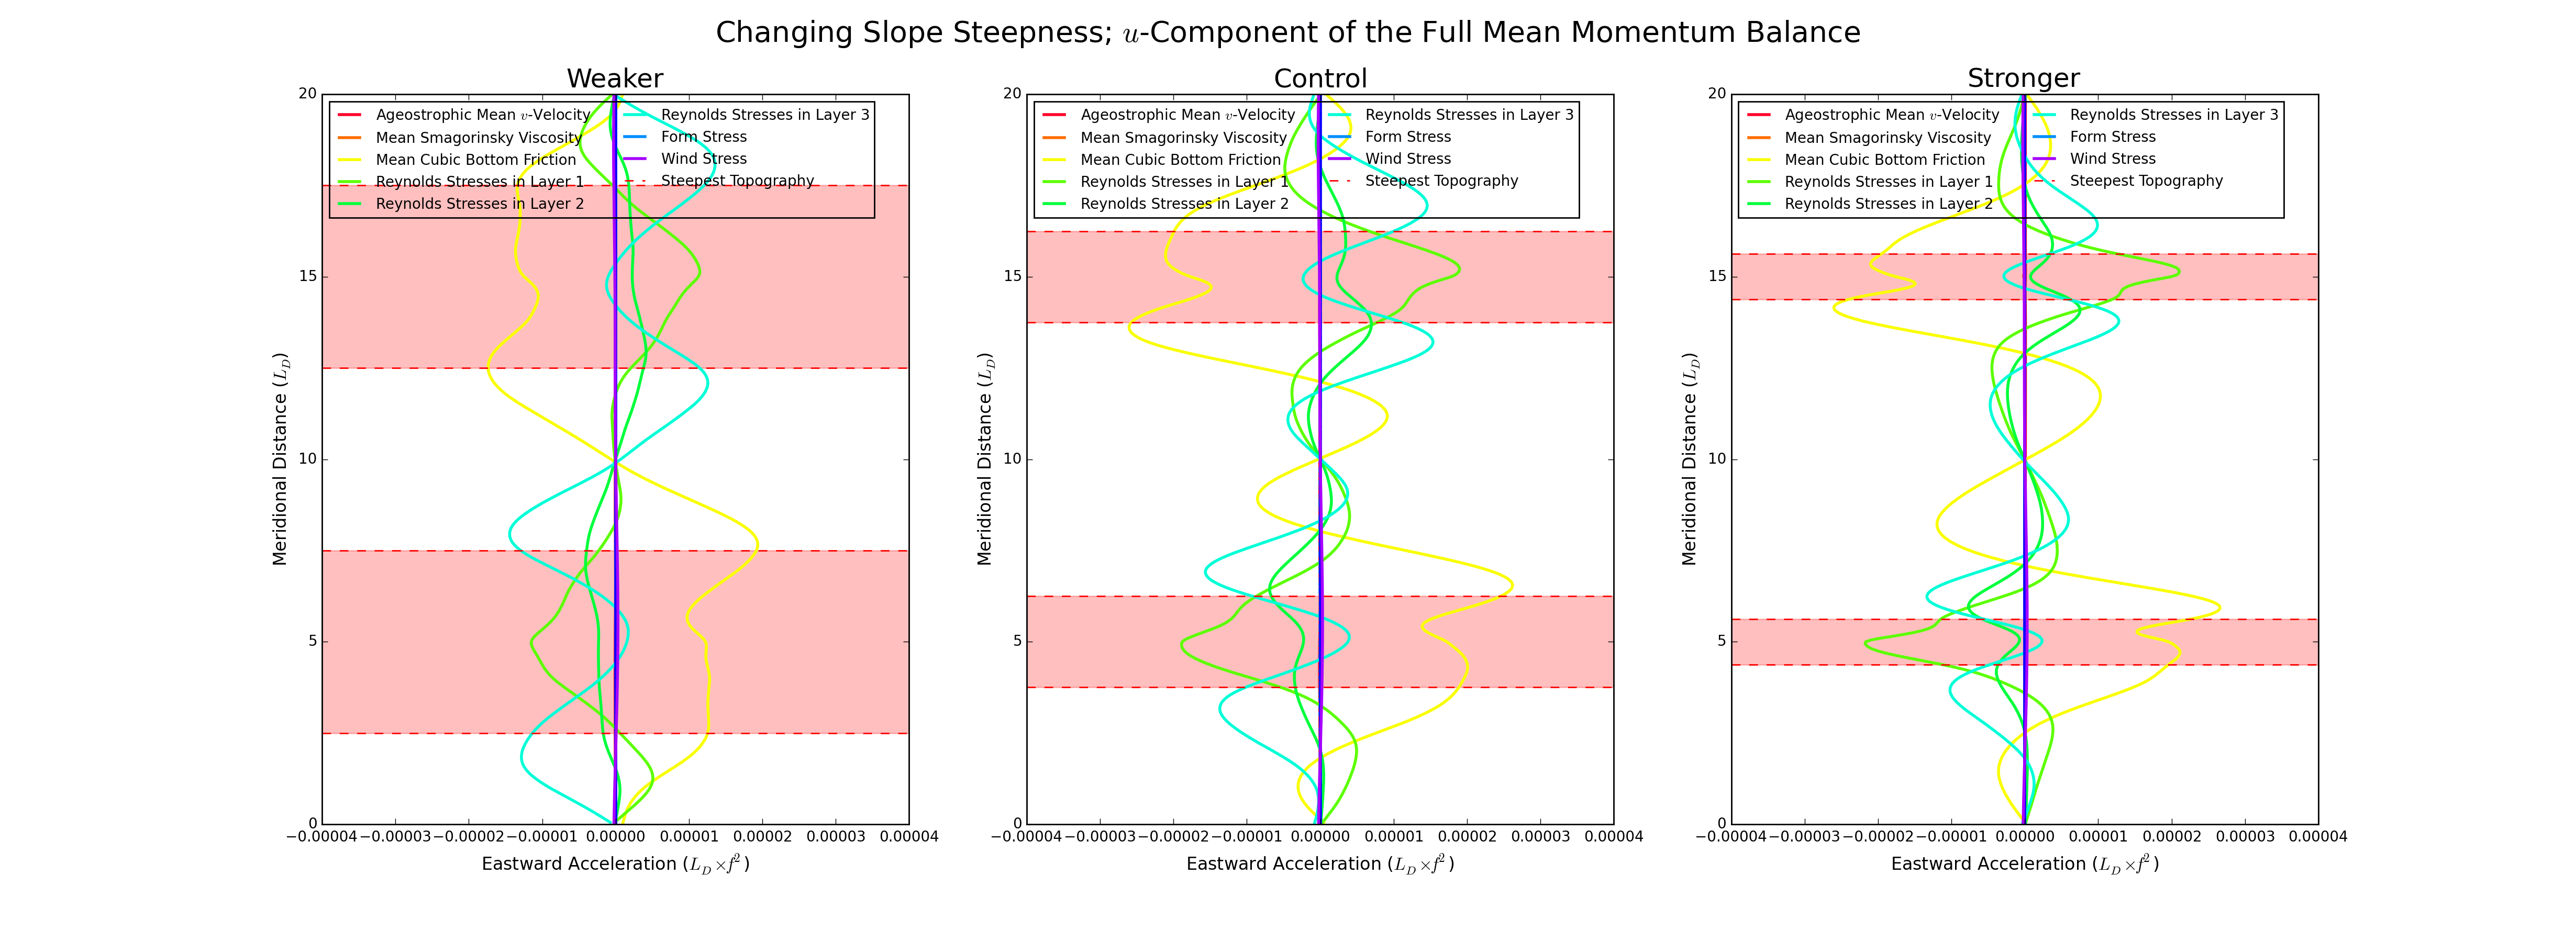 Changing Slope Steepness; u-Component of the Full Mean Momentum Balance
Weaker
20
15
10
5
0
Meridional Distance (L_D)
Ageostrophic Mean v-Velocity
Mean Smagorinsky Viscosity
Mean Cubic Bottom Friction
Reynolds Stresses in Layer 1
Reynolds Stresses in Layer 2
Reynolds Stresses in Layer 3
Form Stress
Wind Stress
Steepest Topography
−0.00004 −0.00003 −0.00002 −0.00001 0.00000 0.00001 0.00002 0.00003 0.00004
Eastward Acceleration (L_D×f²)
Control
20
15
10
5
0
Meridional Distance (L_D)
Ageostrophic Mean v-Velocity
Mean Smagorinsky Viscosity
Mean Cubic Bottom Friction
Reynolds Stresses in Layer 1
Reynolds Stresses in Layer 2
Reynolds Stresses in Layer 3
Form Stress
Wind Stress
Steepest Topography
−0.00004 −0.00003 −0.00002 −0.00001 0.00000 0.00001 0.00002 0.00003 0.00004
Eastward Acceleration (L_D×f²)
Stronger
20
15
10
5
0
Meridional Distance (L_D)
Ageostrophic Mean v-Velocity
Mean Smagorinsky Viscosity
Mean Cubic Bottom Friction
Reynolds Stresses in Layer 1
Reynolds Stresses in Layer 2
Reynolds Stresses in Layer 3
Form Stress
Wind Stress
Steepest Topography
−0.00004 −0.00003 −0.00002 −0.00001 0.00000 0.00001 0.00002 0.00003 0.00004
Eastward Acceleration (L_D×f²)